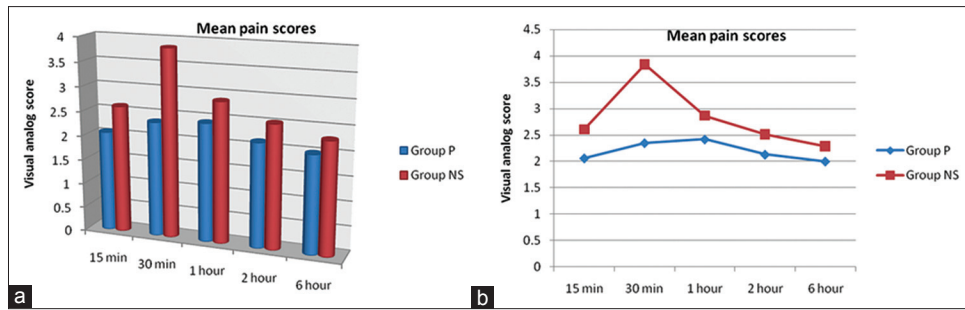 Mean pain scores
Visual analog score
4
3.5
3
2.5
2
1.5
1
0.5
0
15 min
30 min
1 hour
2 hour
6 hour
Group P
Group NS
a
Mean pain scores
Visual analog score
4.5
4
3.5
3
2.5
2
1.5
1
0.5
0
15 min
30 min
1 hour
2 hour
6 hour
Group P
Group NS
b